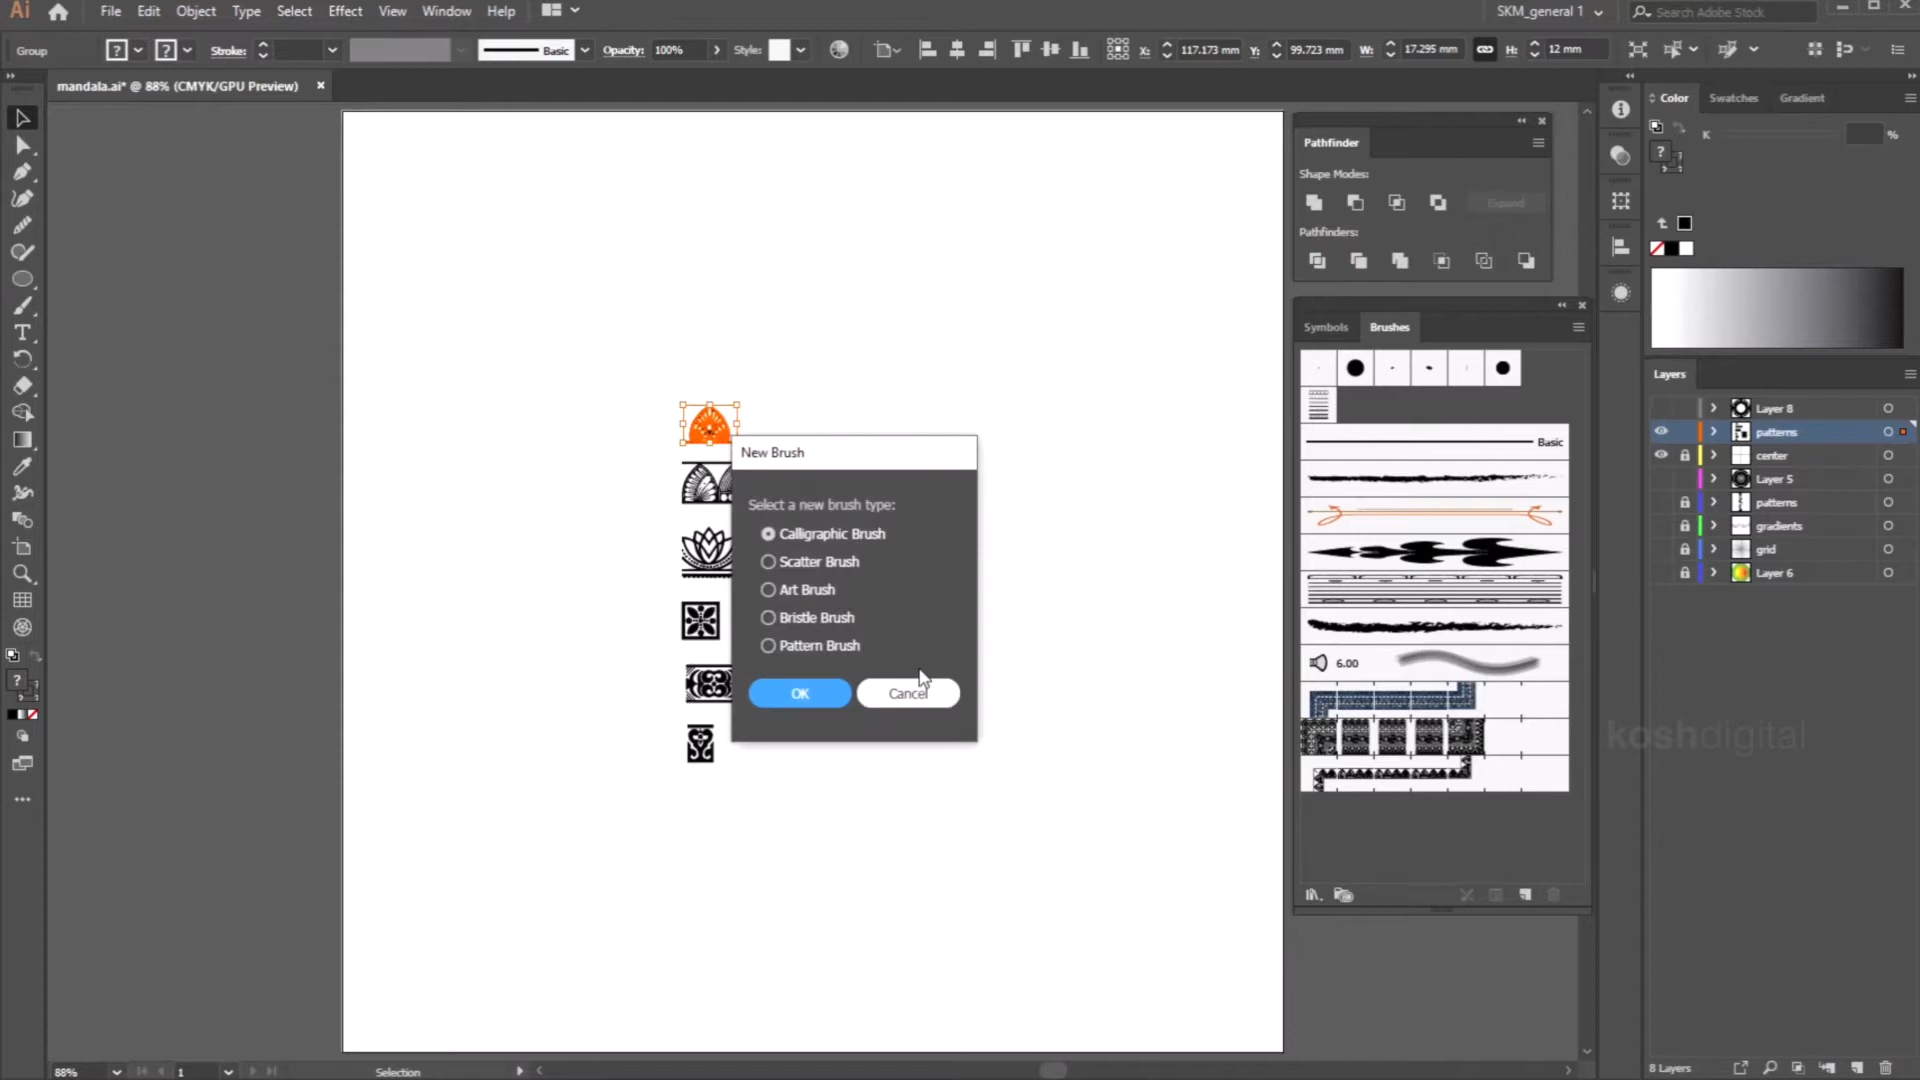 Ai File Edit Object Type Select Effect View Window Help SKM_general 1 Search Adobe Stock
Group ? ? Stroke: Basic Opacity: 100% Style: X: 117.173 mm Y: 99.723 mm W: 17.295 mm H: 12 mm
mandala.ai* @ 88% (CMYK/GPU Preview)
Color Swatches Gradient
K %
?
Pathfinder
Shape Modes:
Expand
Pathfinders:
Symbols Brushes
Basic
6.00
Layers
Layer 8
patterns
center
Layer 5
patterns
gradients
grid
Layer 6
New Brush
Select a new brush type:
Calligraphic Brush
Scatter Brush
Art Brush
Bristle Brush
Pattern Brush
OK Cancel
T
?
koshdigital
88% 1 Selection
8 Layers